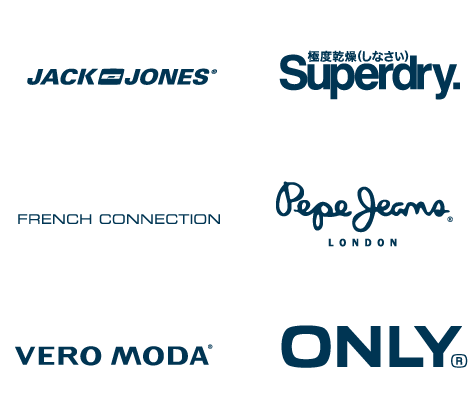 JACK JONES®
極度乾燥(しなさい)
Superdry.
FRENCH CONNECTION
Pepe Jeans®
LONDON
VERO MODA®
ONLY®